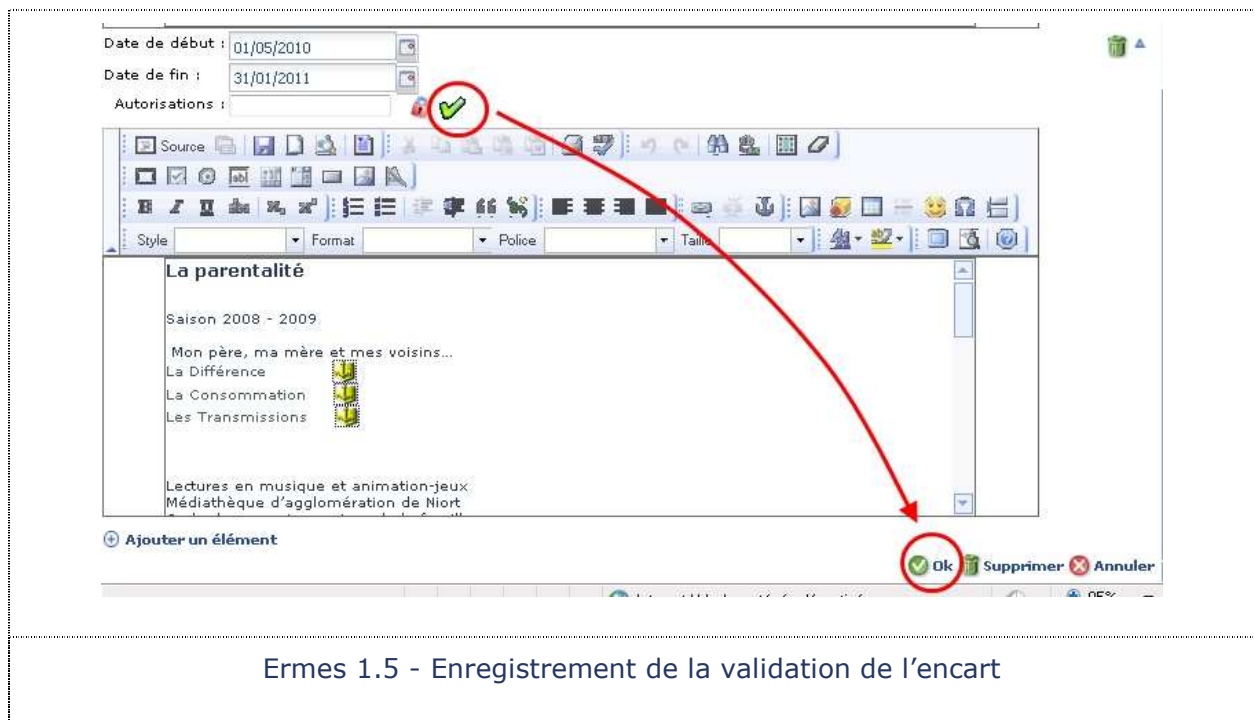 Date de début : 01/05/2010
Date de fin : 31/01/2011
Autorisations :
Source
Style Format Police Taille
La parentalité
Saison 2008 - 2009
Mon père, ma mère et mes voisins...
La Différence
La Consommation
Les Transmissions
Lectures en musique et animation-jeux
Médiathèque d'agglomération de Niort
Ajouter un élément
Ok Supprimer Annuler
Ermes 1.5 - Enregistrement de la validation de l'encart